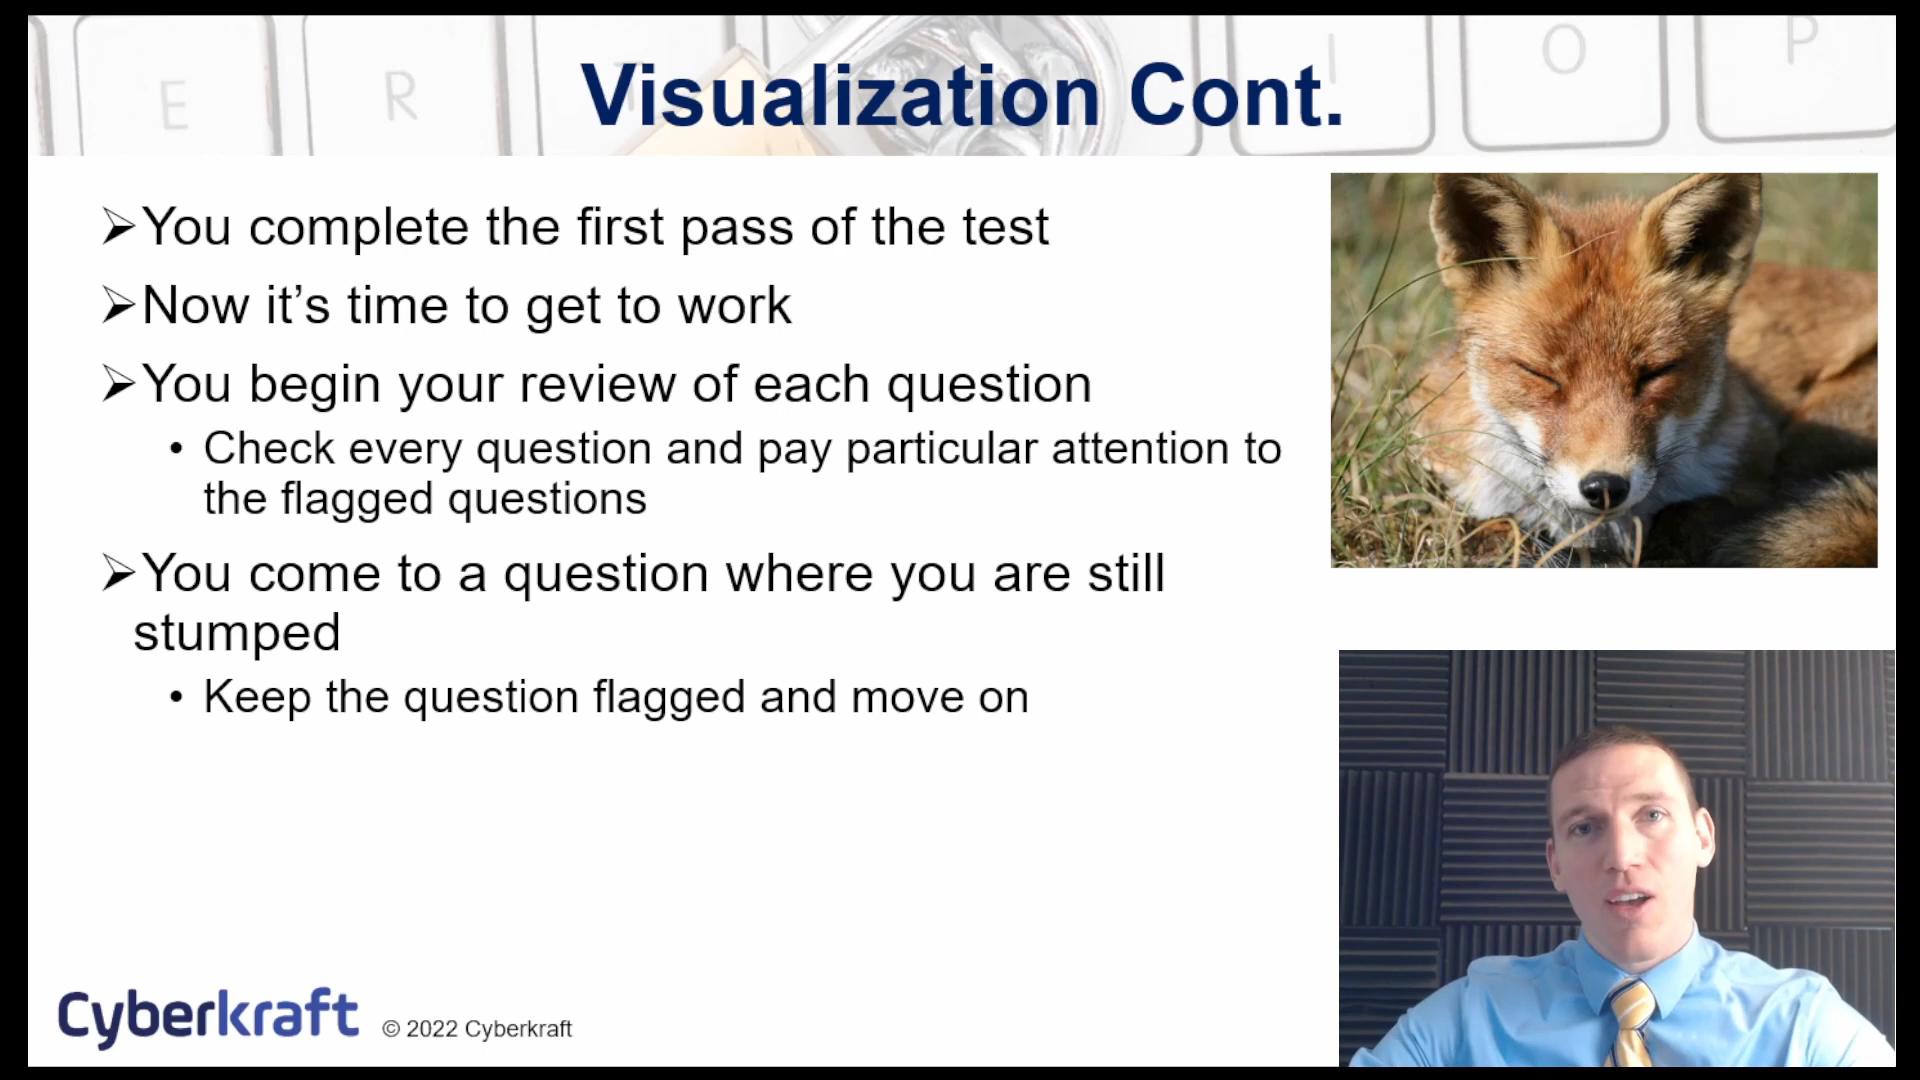 E R T I O P
Visualization Cont.
➢You complete the first pass of the test
➢Now it’s time to get to work
➢You begin your review of each question
• Check every question and pay particular attention to
the flagged questions
➢You come to a question where you are still
stumped
• Keep the question flagged and move on
Cyberkraft © 2022 Cyberkraft